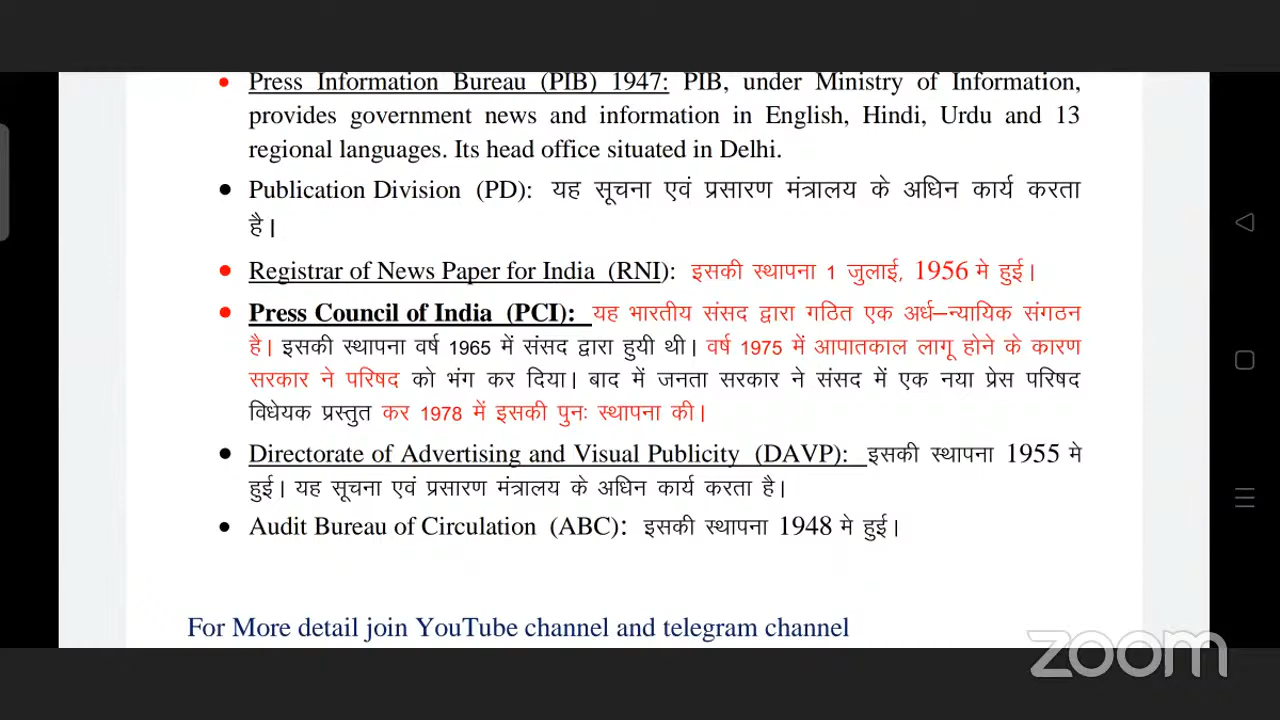 • Press Information Bureau (PIB) 1947: PIB, under Ministry of Information,
provides government news and information in English, Hindi, Urdu and 13
regional languages. Its head office situated in Delhi.
• Publication Division (PD): यह सूचना एवं प्रसारण मंत्रालय के अधिन कार्य करता
है।
• Registrar of News Paper for India (RNI): इसकी स्थापना 1 जुलाई, 1956 मे हुई।
• Press Council of India (PCI): यह भारतीय संसद द्वारा गठित एक अर्ध–न्यायिक संगठन
है। इसकी स्थापना वर्ष 1965 में संसद द्वारा हुयी थी। वर्ष 1975 में आपातकाल लागू होने के कारण
सरकार ने परिषद को भंग कर दिया। बाद में जनता सरकार ने संसद में एक नया प्रेस परिषद
विधेयक प्रस्तुत कर 1978 में इसकी पुनः स्थापना की।
• Directorate of Advertising and Visual Publicity (DAVP): इसकी स्थापना 1955 मे
हुई। यह सूचना एवं प्रसारण मंत्रालय के अधिन कार्य करता है।
• Audit Bureau of Circulation (ABC): इसकी स्थापना 1948 मे हुई।
For More detail join YouTube channel and telegram channel
zoom